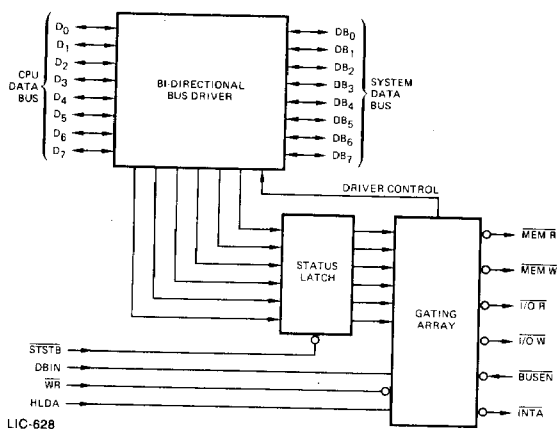 D0
D1
D2
D3
D4
D5
D6
D7
CPU
DATA
BUS
BI-DIRECTIONAL
BUS DRIVER
DB0
DB1
DB2
DB3
DB4
DB5
DB6
DB7
SYSTEM
DATA
BUS
DRIVER CONTROL
STATUS
LATCH
GATING
ARRAY
MEM R
MEM W
I/O R
I/O W
BUSEN
INTA
STSTB
DBIN
WR
HLDA
LIC-628